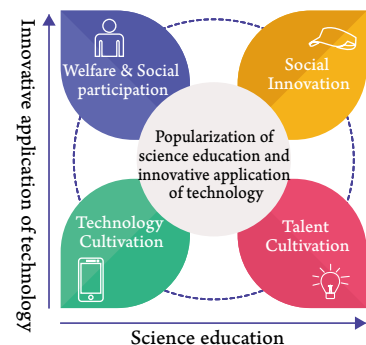 Innovative application of technology
Welfare & Social
participation
Social
Innovation
Popularization of
science education and
innovative application
of technology
Technology
Cultivation
Talent
Cultivation
Science education